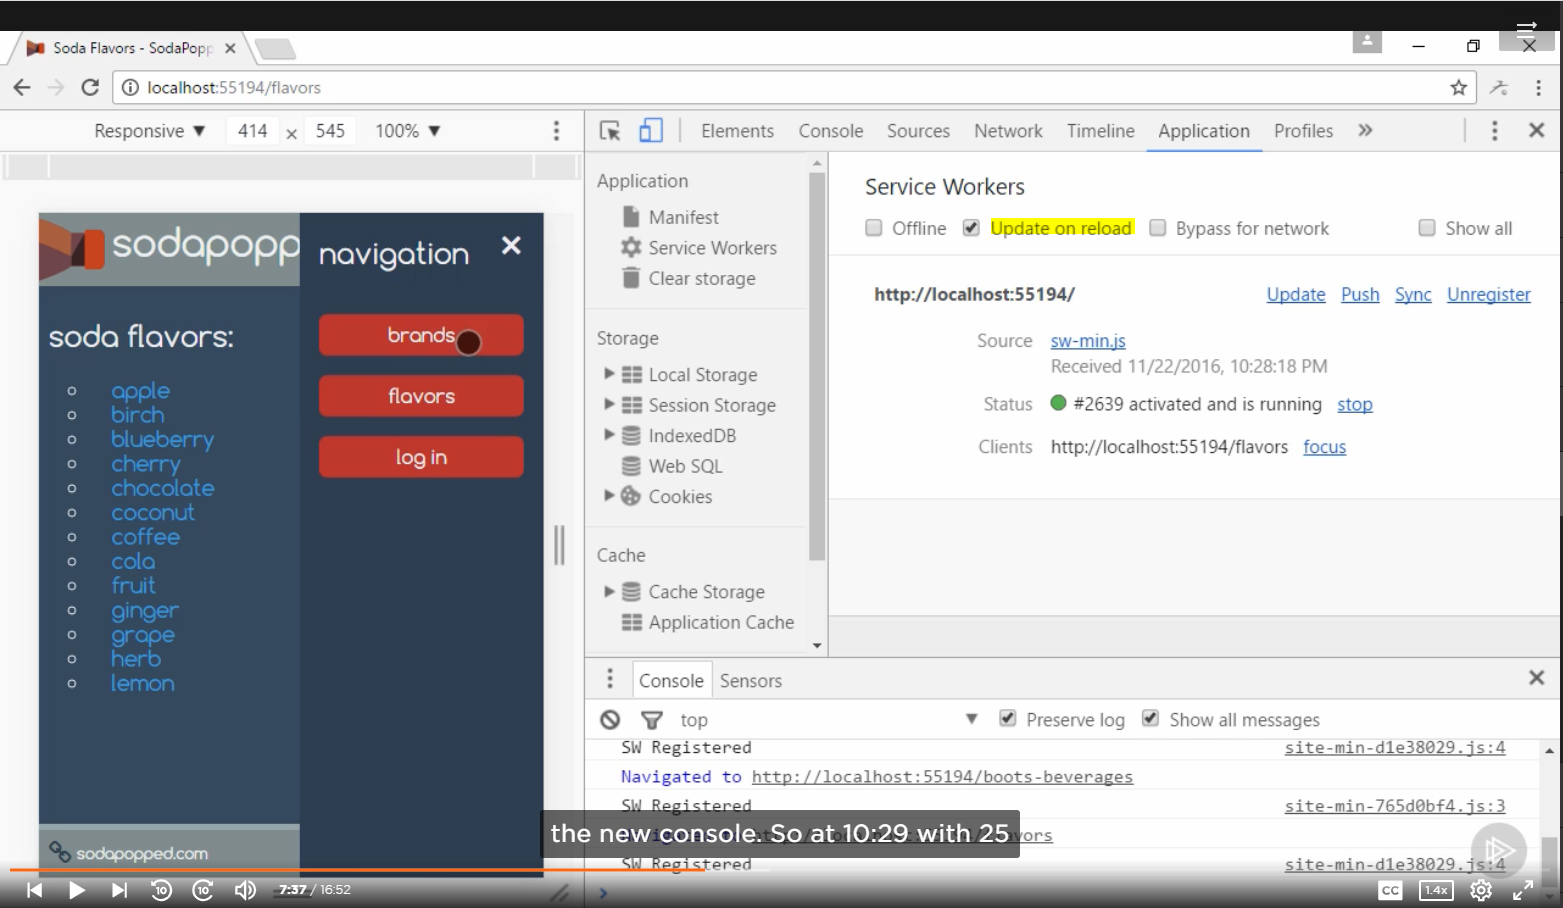 Soda Flavors - SodaPopp
localhost:55194/flavors
Responsive ▼ 414 × 545 100% ▼
Elements Console Sources Network Timeline Application Profiles »
sodapopp
navigation ×
soda flavors:
apple
birch
blueberry
cherry
chocolate
coconut
coffee
cola
fruit
ginger
grape
herb
lemon
brands
flavors
log in
sodapopped.com
Application
Manifest
Service Workers
Clear storage
Storage
Local Storage
Session Storage
IndexedDB
Web SQL
Cookies
Cache
Cache Storage
Application Cache
Service Workers
Offline Update on reload Bypass for network Show all
http://localhost:55194/ Update Push Sync Unregister
Source sw-min.js
Received 11/22/2016, 10:28:18 PM
Status #2639 activated and is running stop
Clients http://localhost:55194/flavors focus
Console Sensors
top ▼ Preserve log Show all messages
SW Registered site-min-d1e38029.js:4
Navigated to http://localhost:55194/boots-beverages
SW Registered site-min-765d0bf4.js:3
SW Registered site-min-d1e38029.js:4
the new console. So at 10:29 with 25
10 10 7:37 / 16:52
CC 1.4x